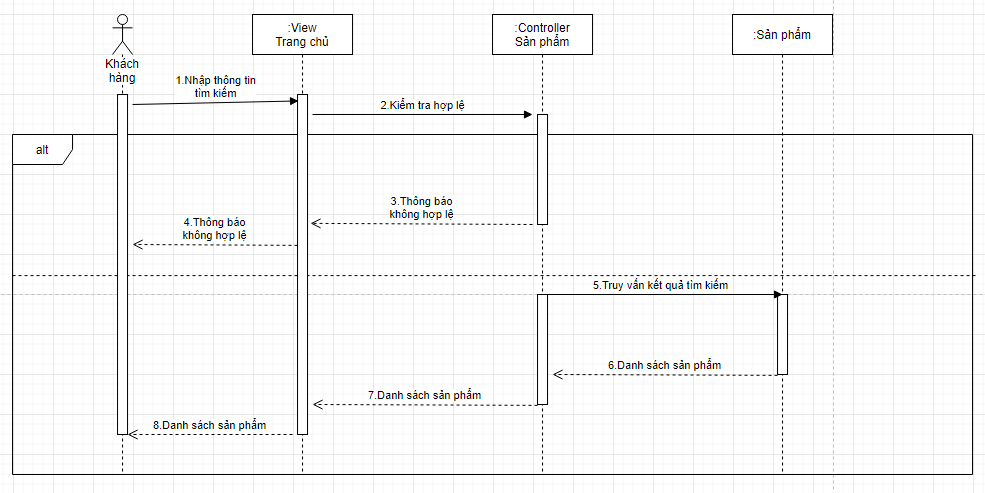 :View
Trang chủ
:Controller
Sản phẩm
:Sản phẩm
Khách
hàng
1.Nhập thông tin
tìm kiếm
2.Kiểm tra hợp lệ
alt
3.Thông báo
không hợp lệ
4.Thông báo
không hợp lệ
5.Truy vấn kết quả tìm kiếm
6.Danh sách sản phẩm
7.Danh sách sản phẩm
8.Danh sách sản phẩm